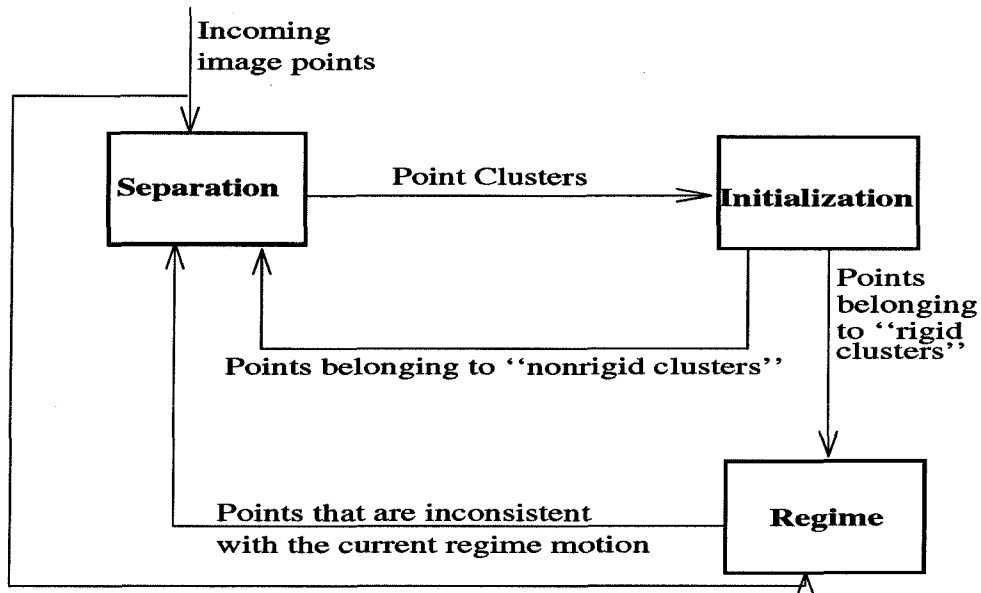 Incoming
image points
Separation
Point Clusters
Initialization
Points
belonging
to ‘‘rigid
clusters’’
Points belonging to ‘‘nonrigid clusters’’
Points that are inconsistent
with the current regime motion
Regime